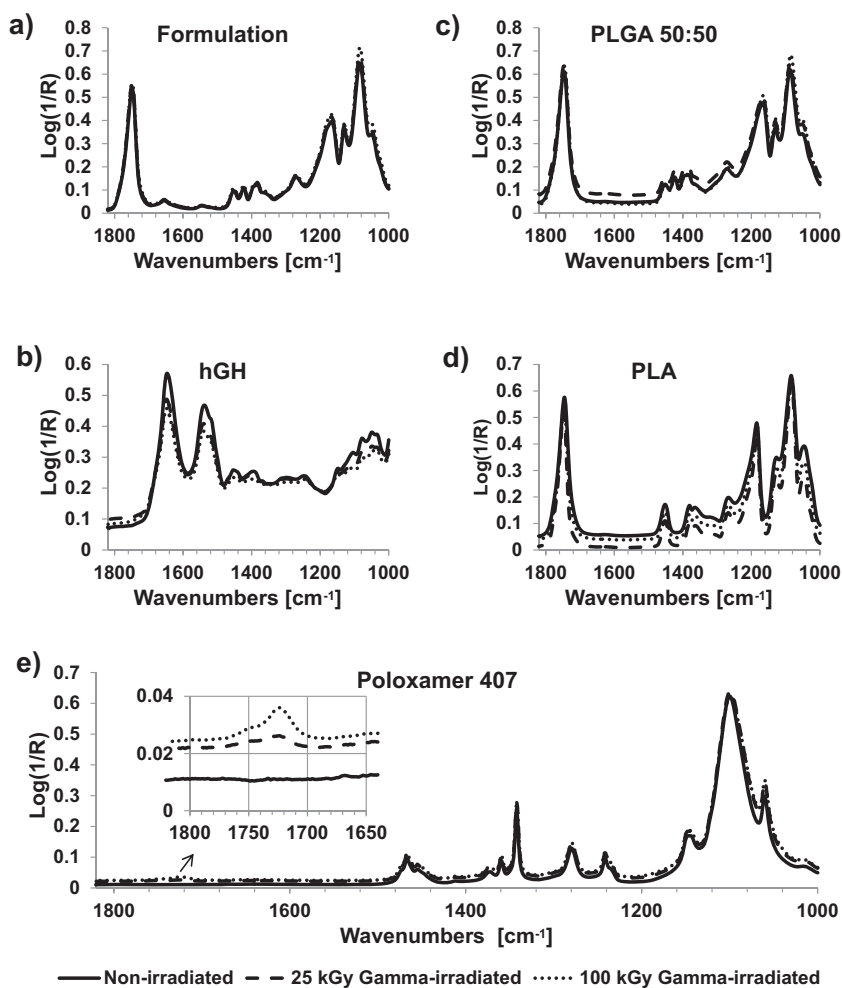 a)
Formulation
0.8
0.7
0.6
0.5
0.4
0.3
0.2
0.1
0
Log(1/R)
1800 1600 1400 1200 1000
Wavenumbers [cm-1]
c)
PLGA 50:50
0.8
0.7
0.6
0.5
0.4
0.3
0.2
0.1
0
Log(1/R)
1800 1600 1400 1200 1000
Wavenumbers [cm-1]
b)
hGH
0.6
0.5
0.4
0.3
0.2
0.1
0
Log(1/R)
1800 1600 1400 1200 1000
Wavenumbers [cm-1]
d)
PLA
0.7
0.6
0.5
0.4
0.3
0.2
0.1
0
Log(1/R)
1800 1600 1400 1200 1000
Wavenumbers [cm-1]
e)
Poloxamer 407
0.7
0.6
0.5
0.4
0.3
0.2
0.1
0
Log(1/R)
0.04
0.02
0
1800 1750 1700 1650
1800 1600 1400 1200 1000
Wavenumbers [cm-1]
Non-irradiated 25 kGy Gamma-irradiated 100 kGy Gamma-irradiated